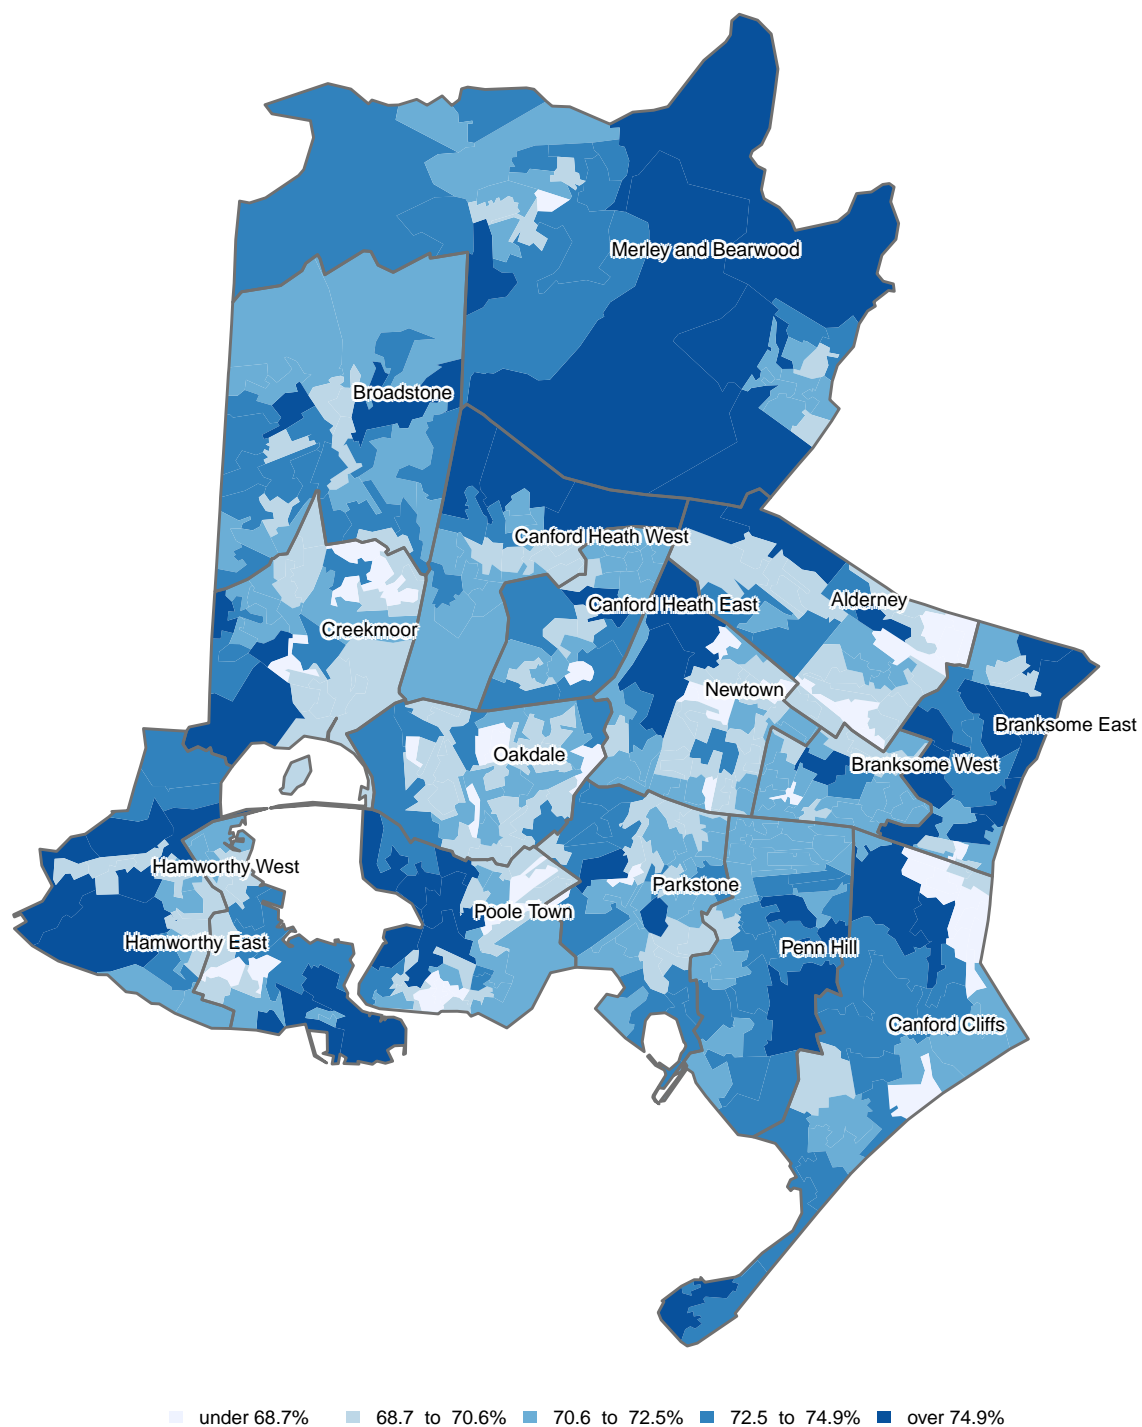 Merley and Bearwood
Broadstone
Canford Heath West
Canford Heath East
Alderney
Creekmoor
Newtown
Branksome East
Oakdale
Branksome West
Hamworthy West
Parkstone
Poole Town
Hamworthy East
Penn Hill
Canford Cliffs
under 68.7% 68.7 to 70.6% 70.6 to 72.5% 72.5 to 74.9% over 74.9%